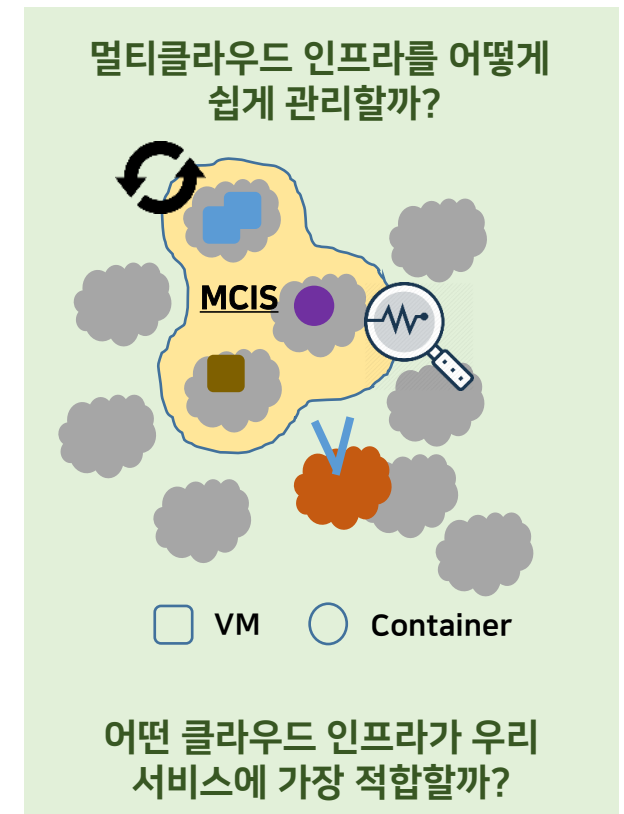 멀티클라우드 인프라를 어떻게
쉽게 관리할까?
MCIS
VM
Container
어떤 클라우드 인프라가 우리
서비스에 가장 적합할까?